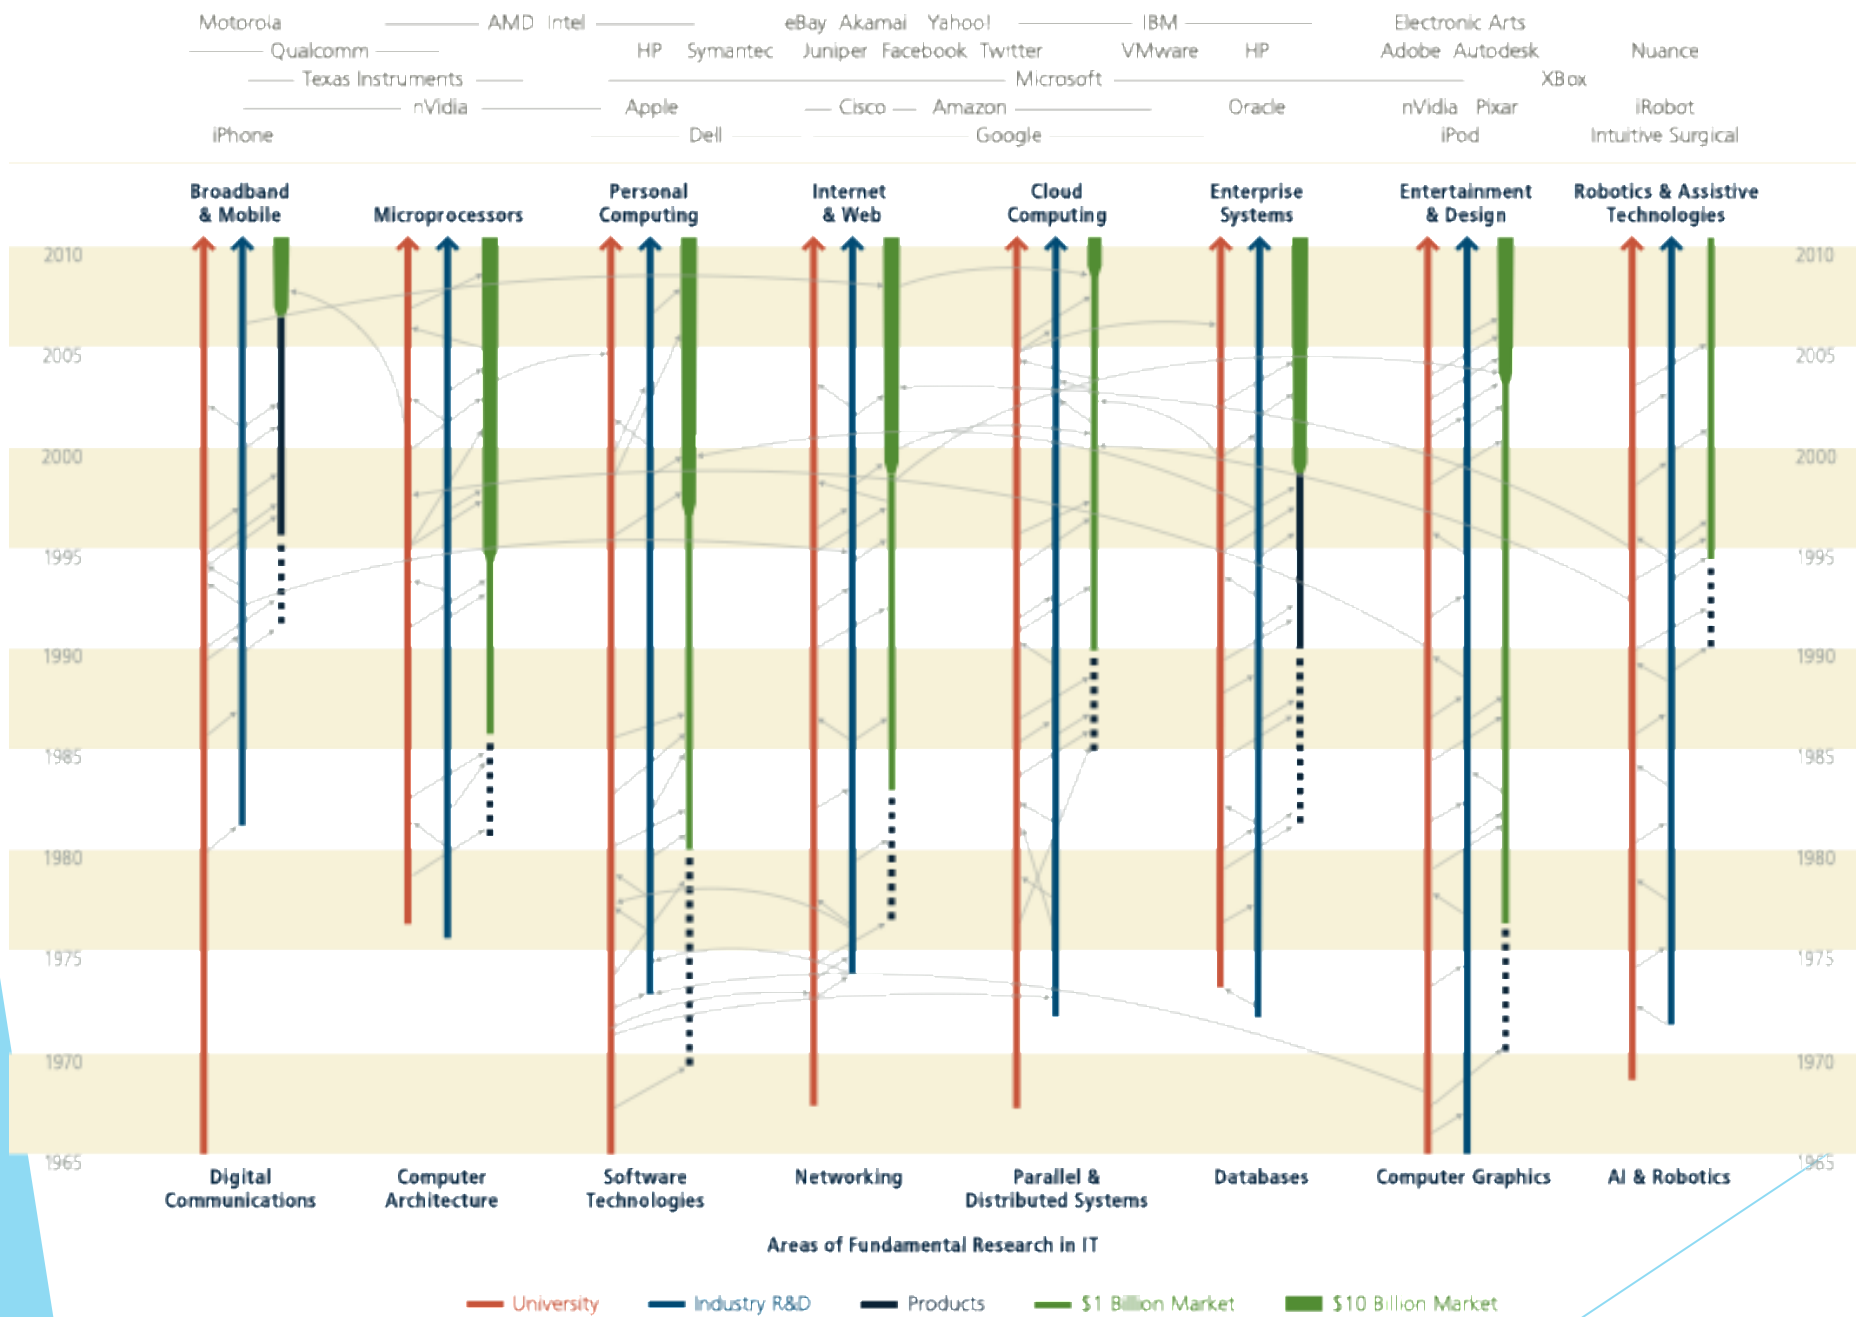 Motorola AMD Intel eBay Akamai Yahoo! IBM Electronic Arts
Qualcomm HP Symantec Juniper Facebook Twitter VMware HP Adobe Autodesk Nuance
Texas Instruments Microsoft XBox
nVidia Apple Cisco Amazon Oracle nVidia Pixar iRobot
iPhone Dell Google iPod Intuitive Surgical
Broadband & Mobile
Microprocessors
Personal Computing
Internet & Web
Cloud Computing
Enterprise Systems
Entertainment & Design
Robotics & Assistive Technologies
2010 2010
2005 2005
2000 2000
1995 1995
1990 1990
1985 1985
1980 1980
1975 1975
1970 1970
1965 1965
Digital Communications
Computer Architecture
Software Technologies
Networking
Parallel & Distributed Systems
Databases
Computer Graphics
AI & Robotics
Areas of Fundamental Research in IT
University Industry R&D Products $1 Billion Market $10 Billion Market